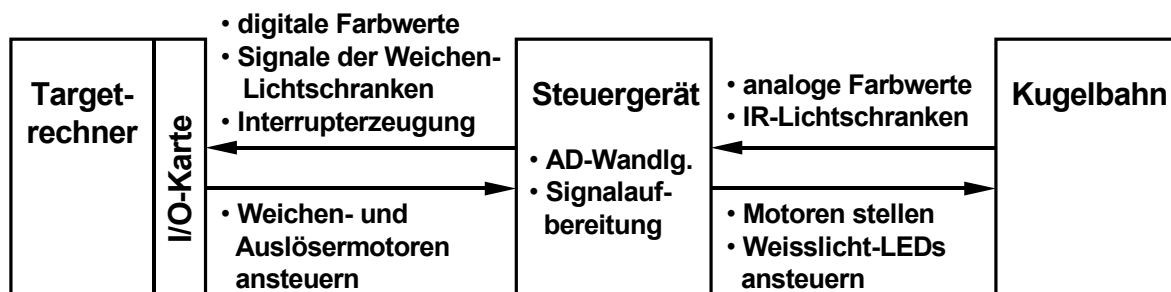 Target-
rechner
I/O-Karte
• digitale Farbwerte
• Signale der Weichen-
Lichtschranken
• Interrupterzeugung
• Weichen- und
Auslösermotoren
ansteuern
Steuergerät
• AD-Wandlg.
• Signalauf-
bereitung
• analoge Farbwerte
• IR-Lichtschranken
• Motoren stellen
• Weisslicht-LEDs
ansteuern
Kugelbahn